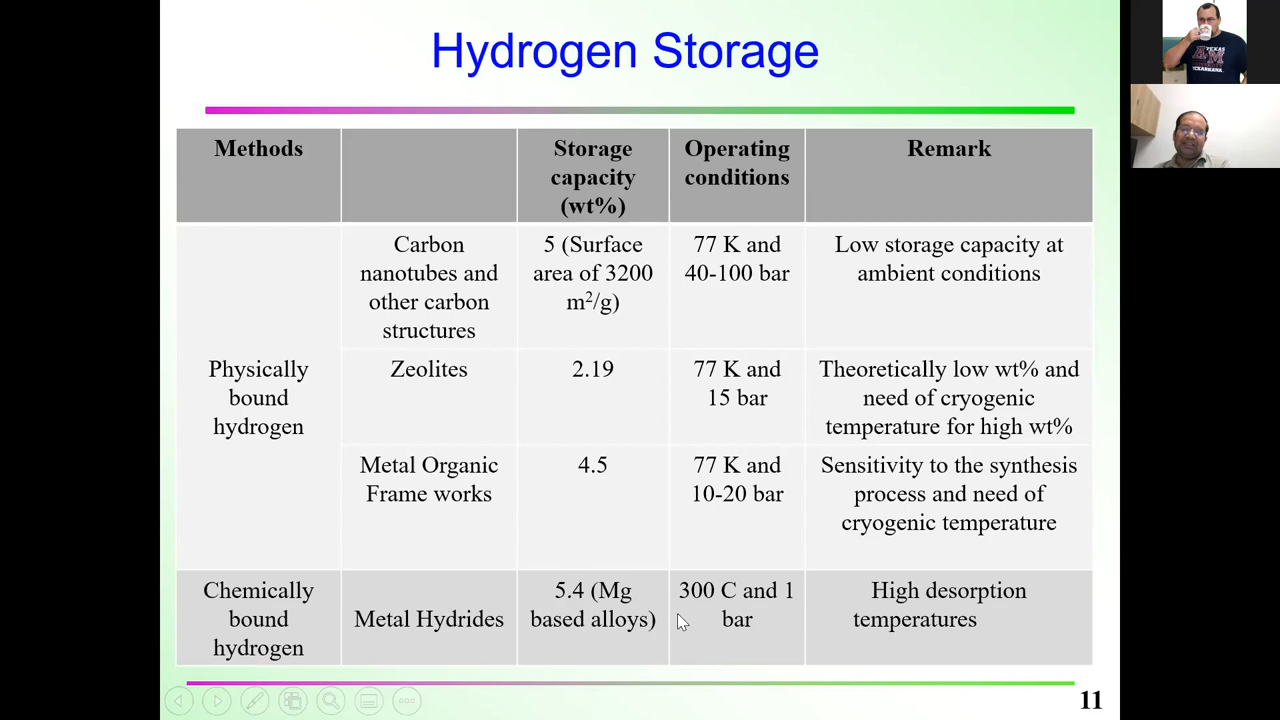 Hydrogen Storage
Methods
Storage
capacity
(wt%)
Operating
conditions
Remark
Physically
bound
hydrogen
Carbon
nanotubes and
other carbon
structures
5 (Surface
area of 3200
m²/g)
77 K and
40-100 bar
Low storage capacity at
ambient conditions
Zeolites
2.19
77 K and
15 bar
Theoretically low wt% and
need of cryogenic
temperature for high wt%
Metal Organic
Frame works
4.5
77 K and
10-20 bar
Sensitivity to the synthesis
process and need of
cryogenic temperature
Chemically
bound
hydrogen
Metal Hydrides
5.4 (Mg
based alloys)
300 C and 1
bar
High desorption
temperatures
11
TEXAS
A M
TEXARKANA